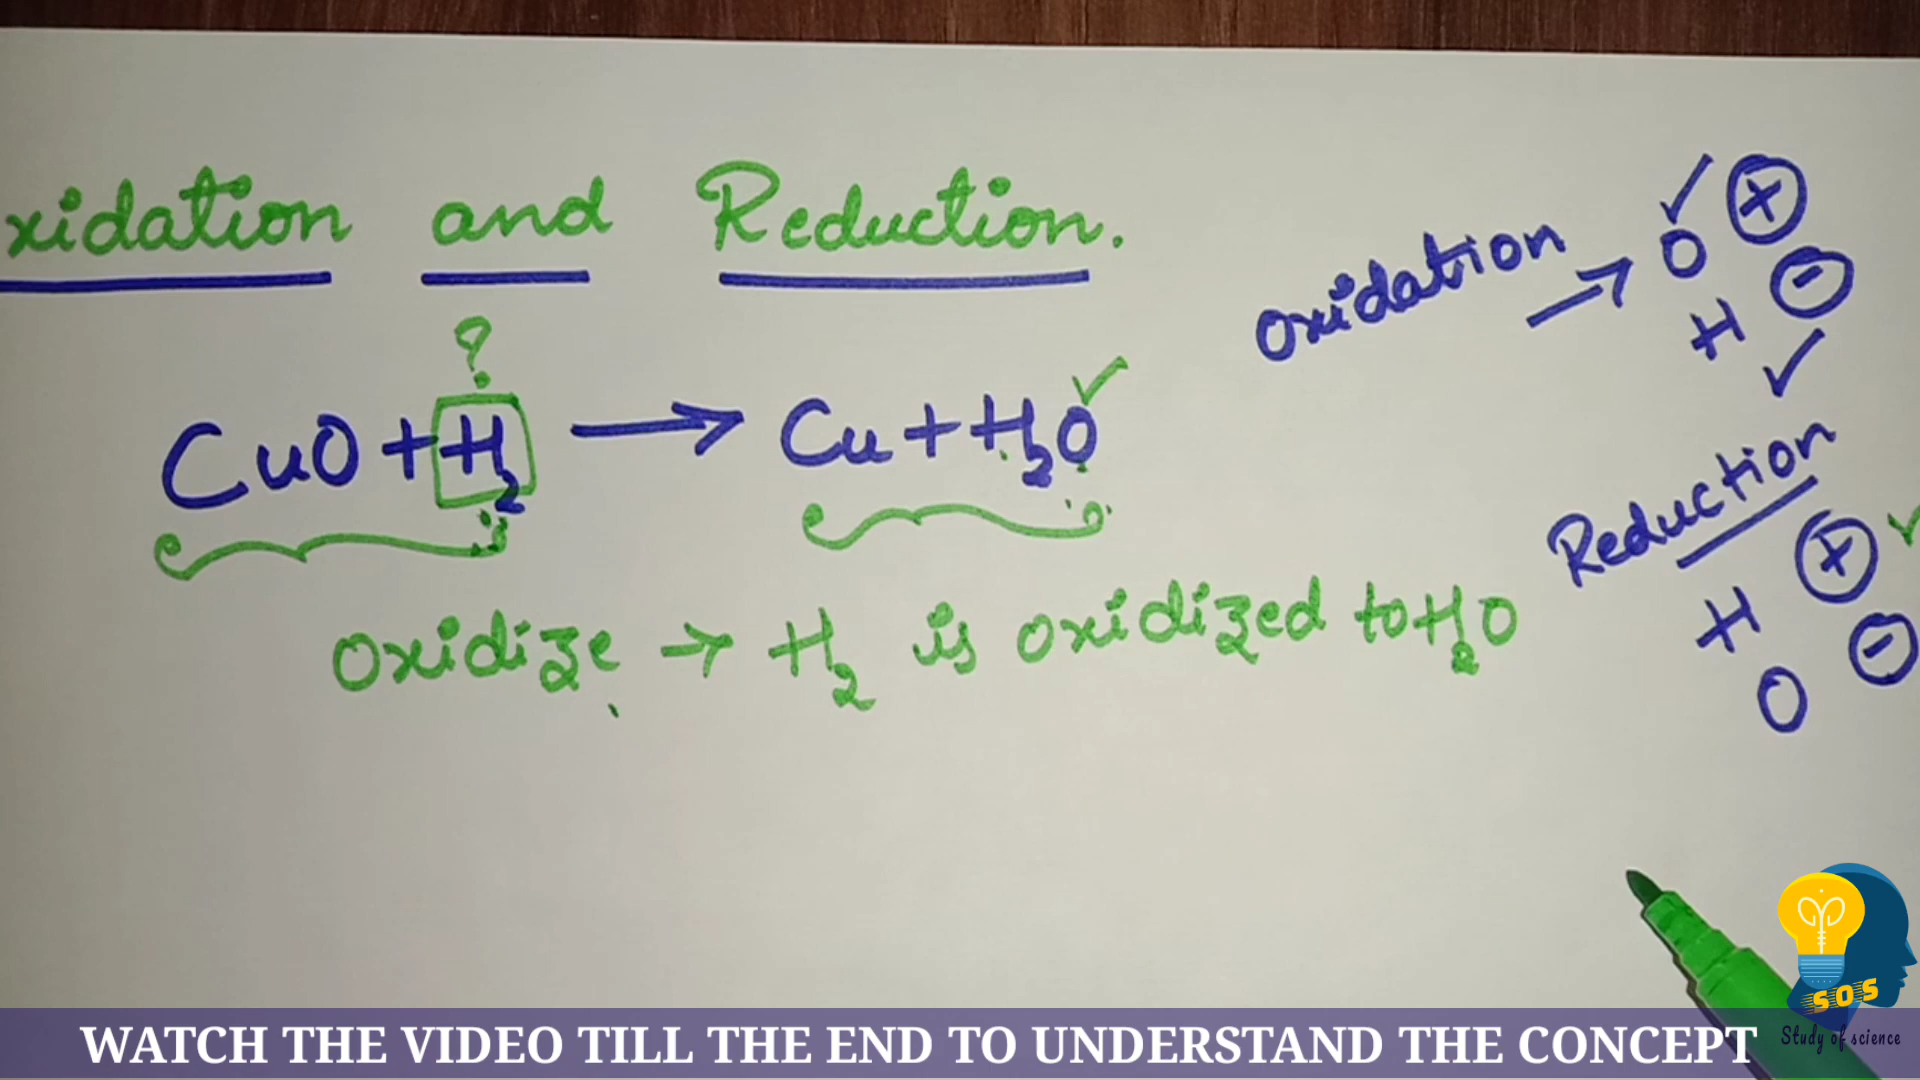 xidation and Reduction.
?
CuO + H2 → Cu + H2O ✓
Oxidize → H2 is oxidized to H2O
Oxidation → ✓
O ⊕
H ⊖
✓
Reduction
H ⊕ ✓
O ⊖
SOS
Study of science
WATCH THE VIDEO TILL THE END TO UNDERSTAND THE CONCEPT